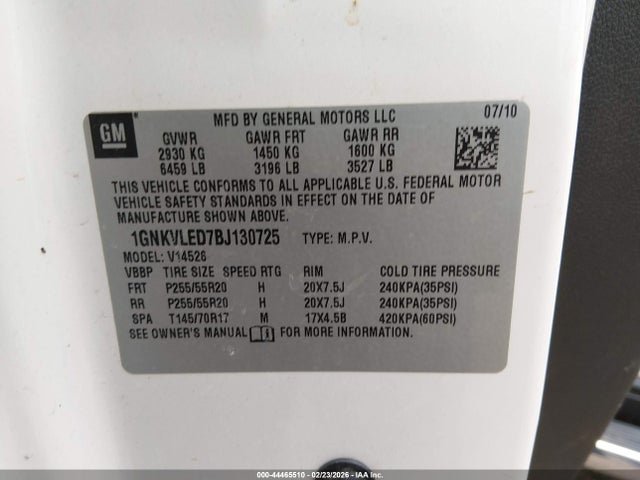 MFD BY GENERAL MOTORS LLC 07/10
GM
GVWR GAWR FRT GAWR RR
2930 KG 1450 KG 1600 KG
6459 LB 3196 LB 3527 LB
THIS VEHICLE CONFORMS TO ALL APPLICABLE U.S. FEDERAL MOTOR
VEHICLE SAFETY STANDARDS IN EFFECT ON THE DATE OF
MANUFACTURE SHOWN ABOVE.
1GNKVLED7BJ130725 TYPE: M.P.V.
MODEL: V14526
VBBP TIRE SIZE SPEED RTG RIM COLD TIRE PRESSURE
FRT P255/55R20 H 20X7.5J 240KPA(35PSI)
RR P255/55R20 H 20X7.5J 240KPA(35PSI)
SPA T145/70R17 M 17X4.5B 420KPA(60PSI)
SEE OWNER'S MANUAL FOR MORE INFORMATION.
000-44465510 - 02/23/2026 - IAAI.COM